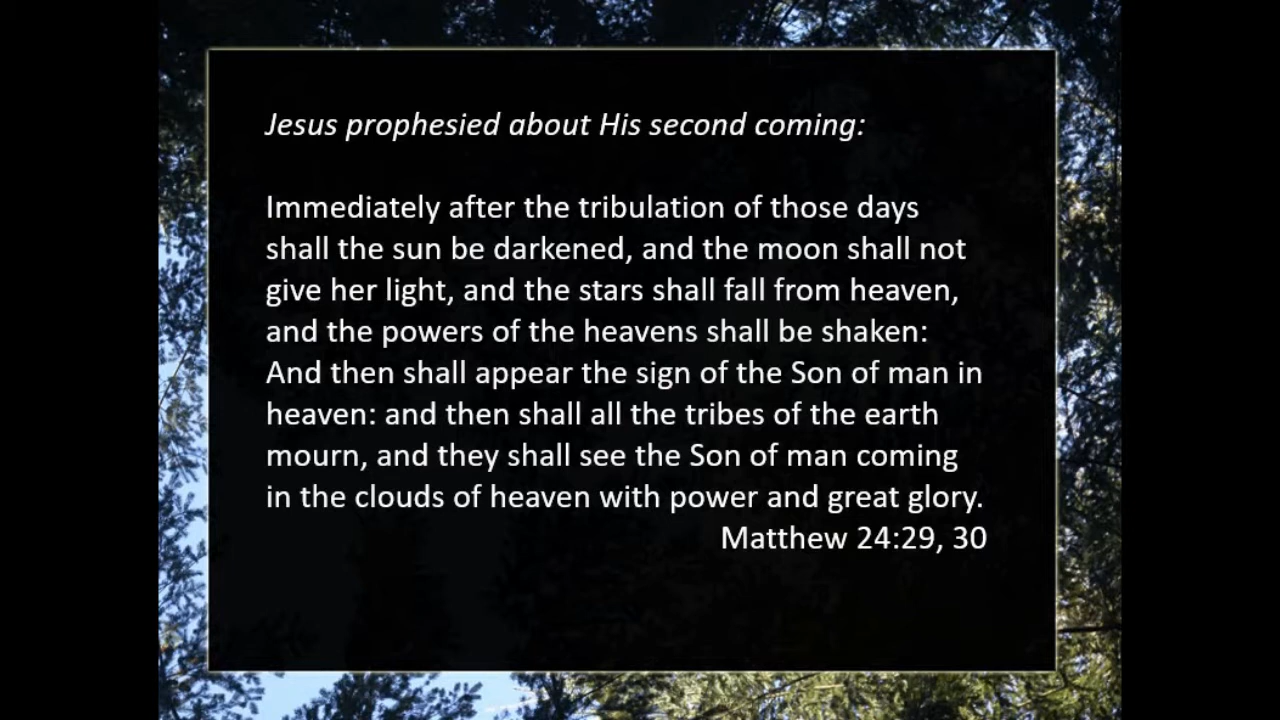 Jesus prophesied about His second coming:
Immediately after the tribulation of those days
shall the sun be darkened, and the moon shall not
give her light, and the stars shall fall from heaven,
and the powers of the heavens shall be shaken:
And then shall appear the sign of the Son of man in
heaven: and then shall all the tribes of the earth
mourn, and they shall see the Son of man coming
in the clouds of heaven with power and great glory.
Matthew 24:29, 30